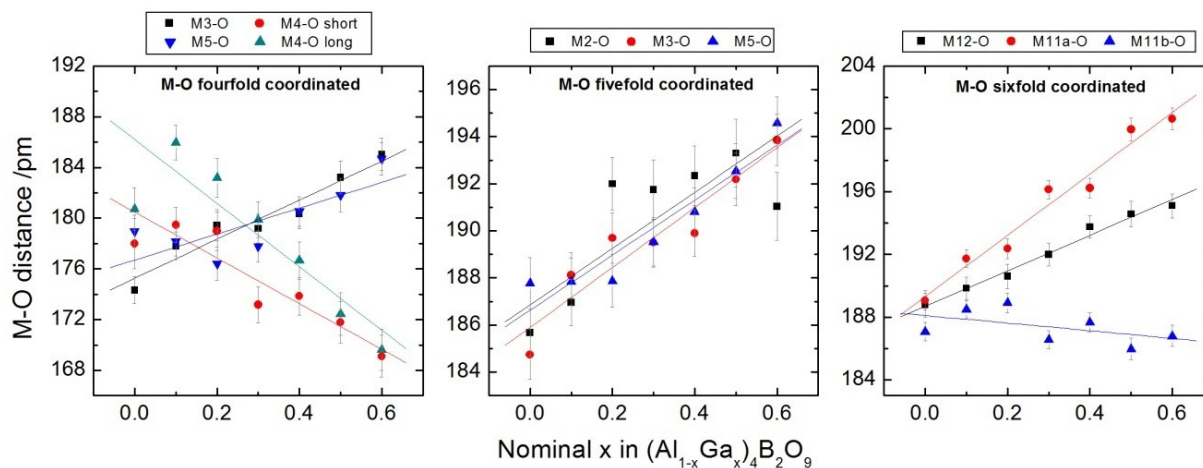 M3-O M4-O short
M5-O M4-O long
M2-O M3-O M5-O
M12-O M11a-O M11b-O
M-O fourfold coordinated
M-O fivefold coordinated
M-O sixfold coordinated
M-O distance /pm
192
188
184
180
176
172
168
196
194
192
190
188
186
184
204
200
196
192
188
184
0.0 0.2 0.4 0.6
0.0 0.2 0.4 0.6
0.0 0.2 0.4 0.6
Nominal x in (Al₁₋ₓGaₓ)₄B₂O₉